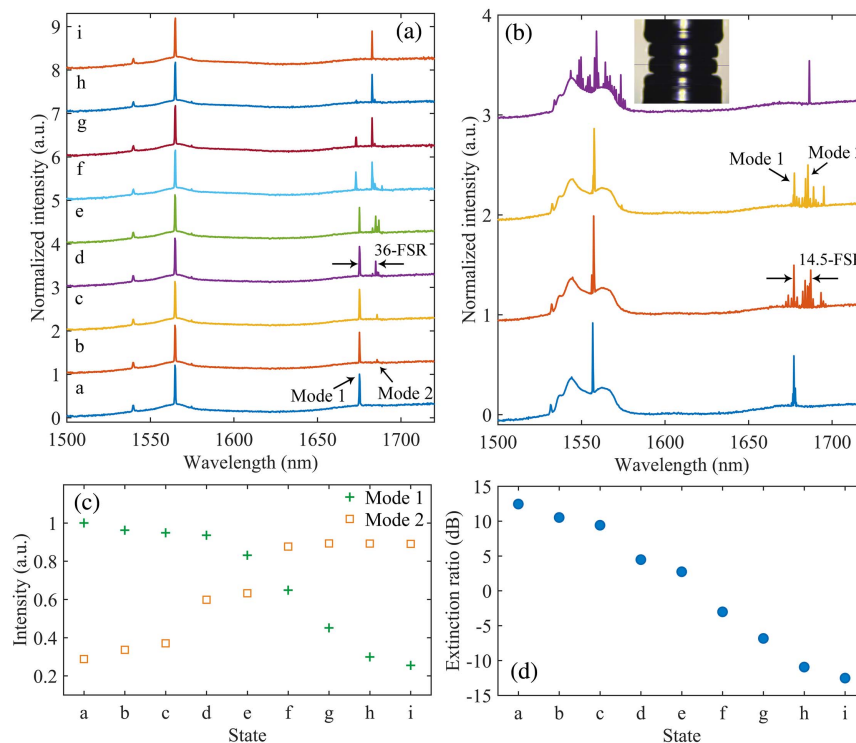 (a)
Normalized intensity (a.u.)
9
8
7
6
5
4
3
2
1
0
i
h
g
f
e
d
c
b
a
36-FSR
Mode 1
Mode 2
1500
1550
1600
1650
1700
Wavelength (nm)
(b)
Normalized intensity (a.u.)
4
3
2
1
0
Mode 1
Mode
14.5-FSR
1500
1550
1600
1650
1700
Wavelength (nm)
(c)
Mode 1
Mode 2
Intensity (a.u.)
1
0.8
0.6
0.4
0.2
a b c d e f g h i
State
(d)
Extinction ratio (dB)
15
10
5
0
-5
-10
-15
a b c d e f g h i
State